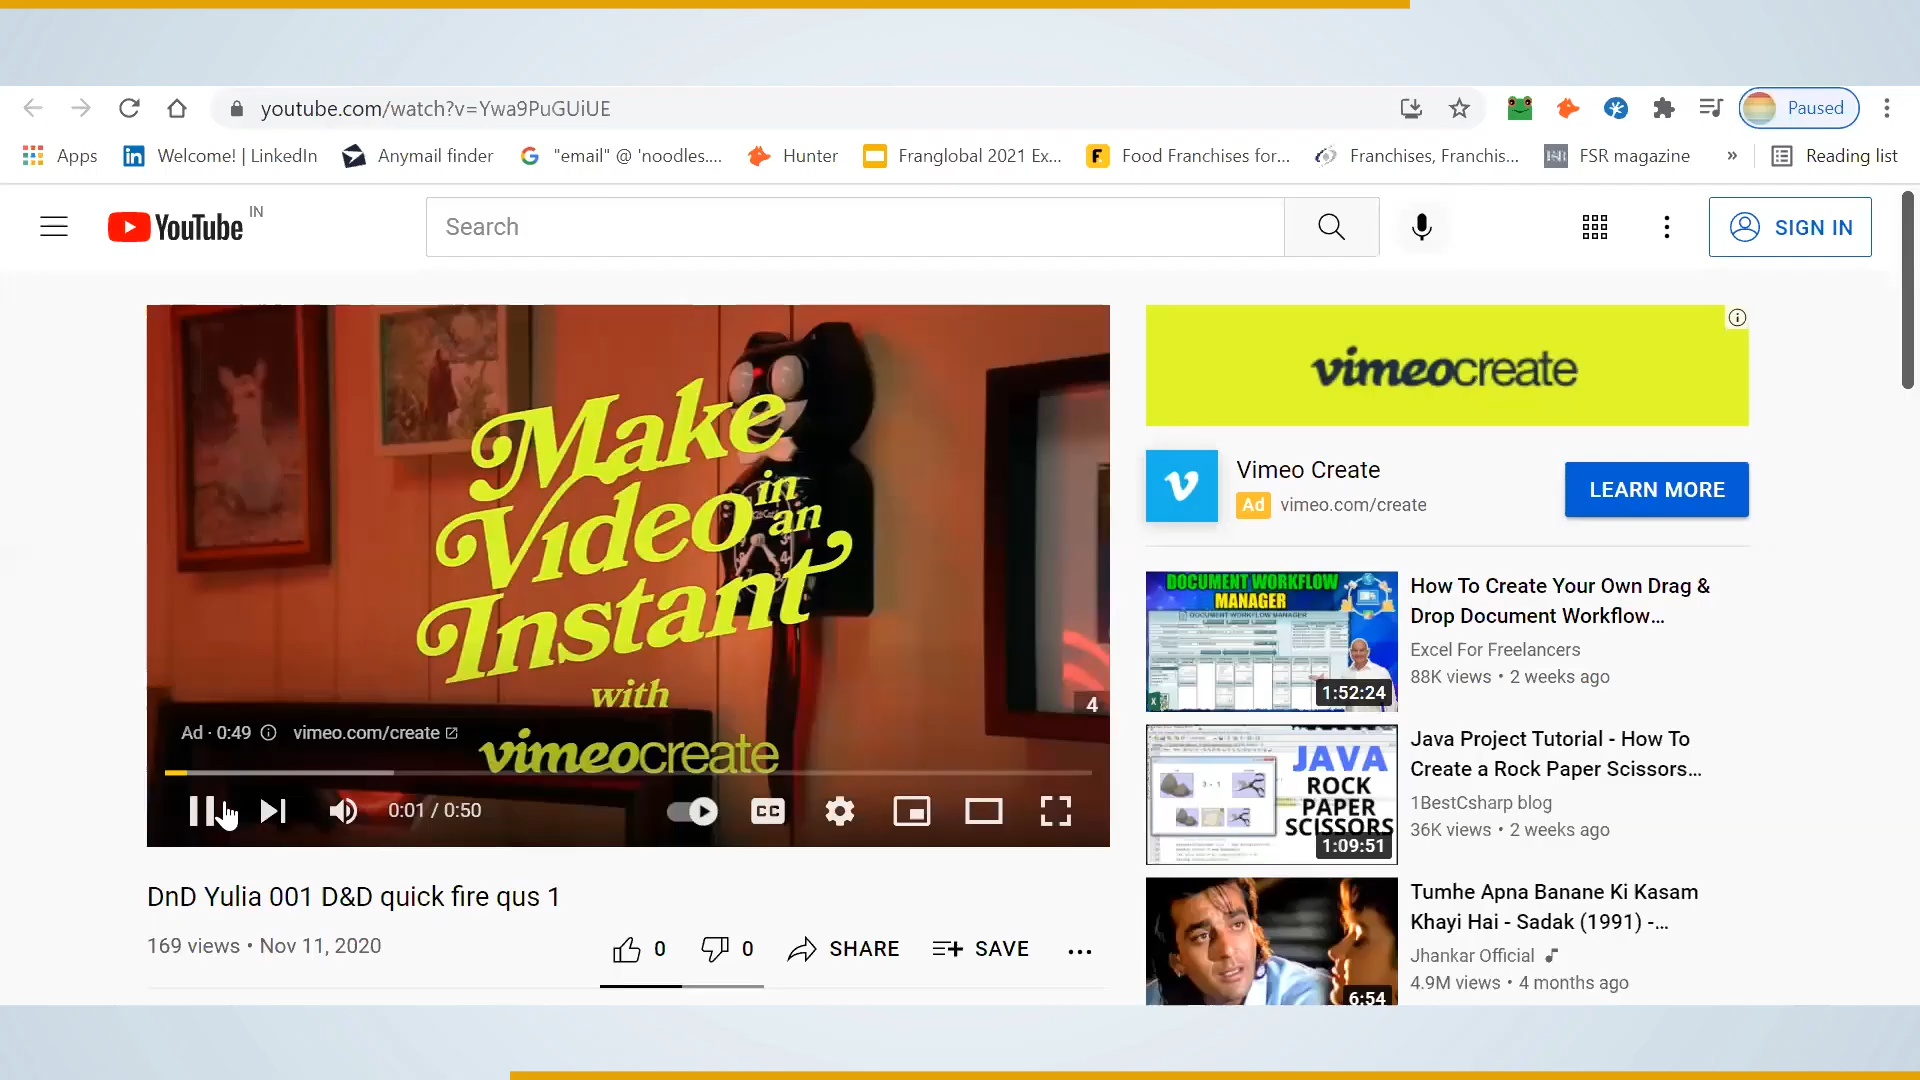 youtube.com/watch?v=Ywa9PuGUiUE
Paused
Apps
Welcome! | LinkedIn
Anymail finder
"email" @ 'noodles....
Hunter
Franglobal 2021 Ex...
Food Franchises for...
Franchises, Franchis...
FSR magazine
»
Reading list
YouTube IN
Search
SIGN IN
Make
Video in an
Instant
with
vimeocreate
4
Ad · 0:49
vimeo.com/create
0:01 / 0:50
CC
DnD Yulia 001 D&D quick fire qus 1
169 views • Nov 11, 2020
0
0
SHARE
SAVE
vimeocreate
Vimeo Create
Ad vimeo.com/create
LEARN MORE
DOCUMENT WORKFLOW
MANAGER
DOCUMENT WORKFLOW MANAGER
1:52:24
How To Create Your Own Drag &
Drop Document Workflow...
Excel For Freelancers
88K views • 2 weeks ago
JAVA
ROCK
PAPER
SCISSORS
3 - 1
1:09:51
Java Project Tutorial - How To
Create a Rock Paper Scissors...
1BestCsharp blog
36K views • 2 weeks ago
6:54
Tumhe Apna Banane Ki Kasam
Khayi Hai - Sadak (1991) -...
Jhankar Official
4.9M views • 4 months ago